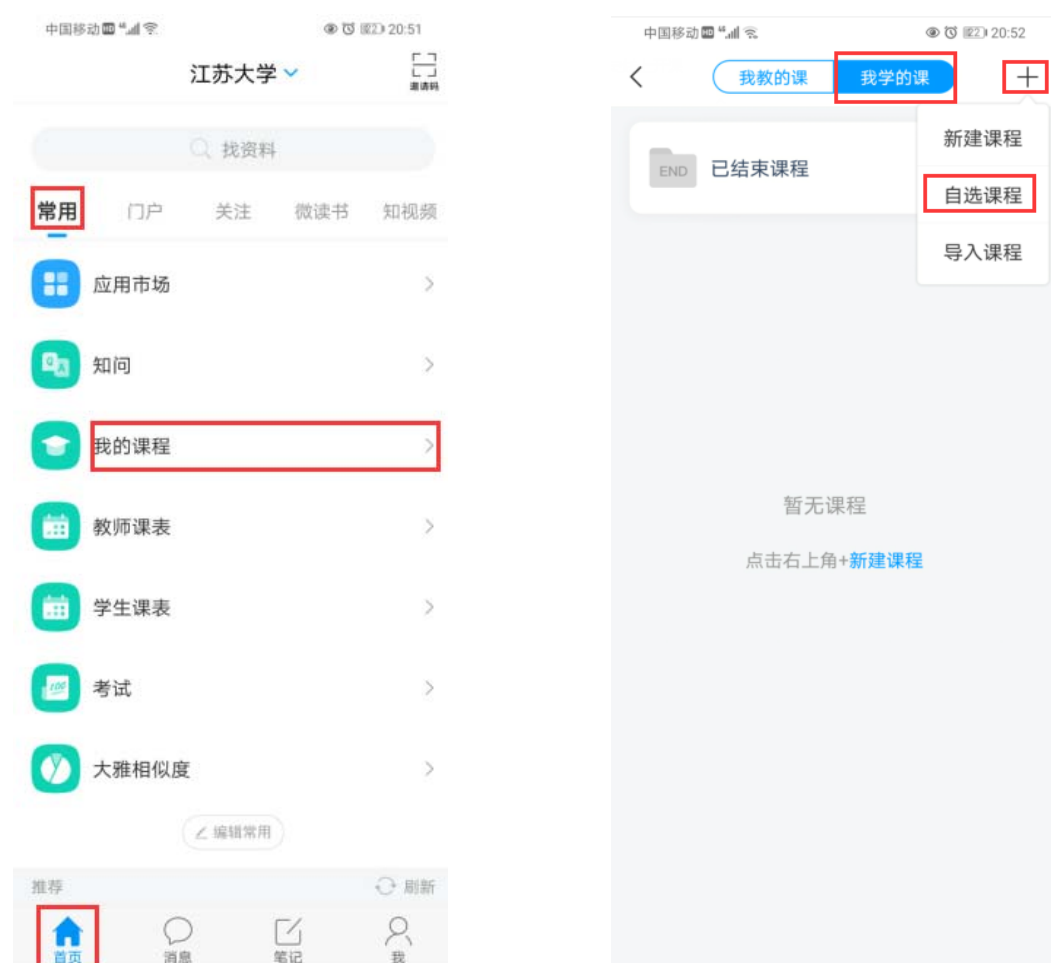 中国移动 HD 46 20:51
江苏大学
邀请码
找资料
常用 门户 关注 微读书 知视频
应用市场
知问
我的课程
教师课表
学生课表
100
考试
大雅相似度
编辑常用
推荐 刷新
首页 消息 笔记 我
中国移动 HD 46 20:52
我教的课 我学的课 +
新建课程
END 已结束课程
自选课程
导入课程
暂无课程
点击右上角+新建课程